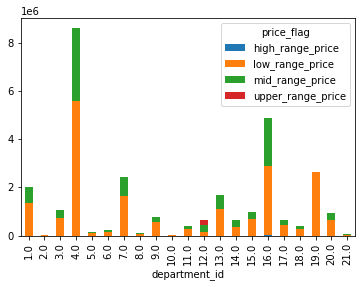 1e6
price_flag
high_range_price
low_range_price
mid_range_price
upper_range_price
8
6
4
2
0
1.0 2.0 3.0 4.0 5.0 6.0 7.0 8.0 9.0 10.0 11.0 12.0 13.0 14.0 15.0 16.0 17.0 18.0 19.0 20.0 21.0
department_id